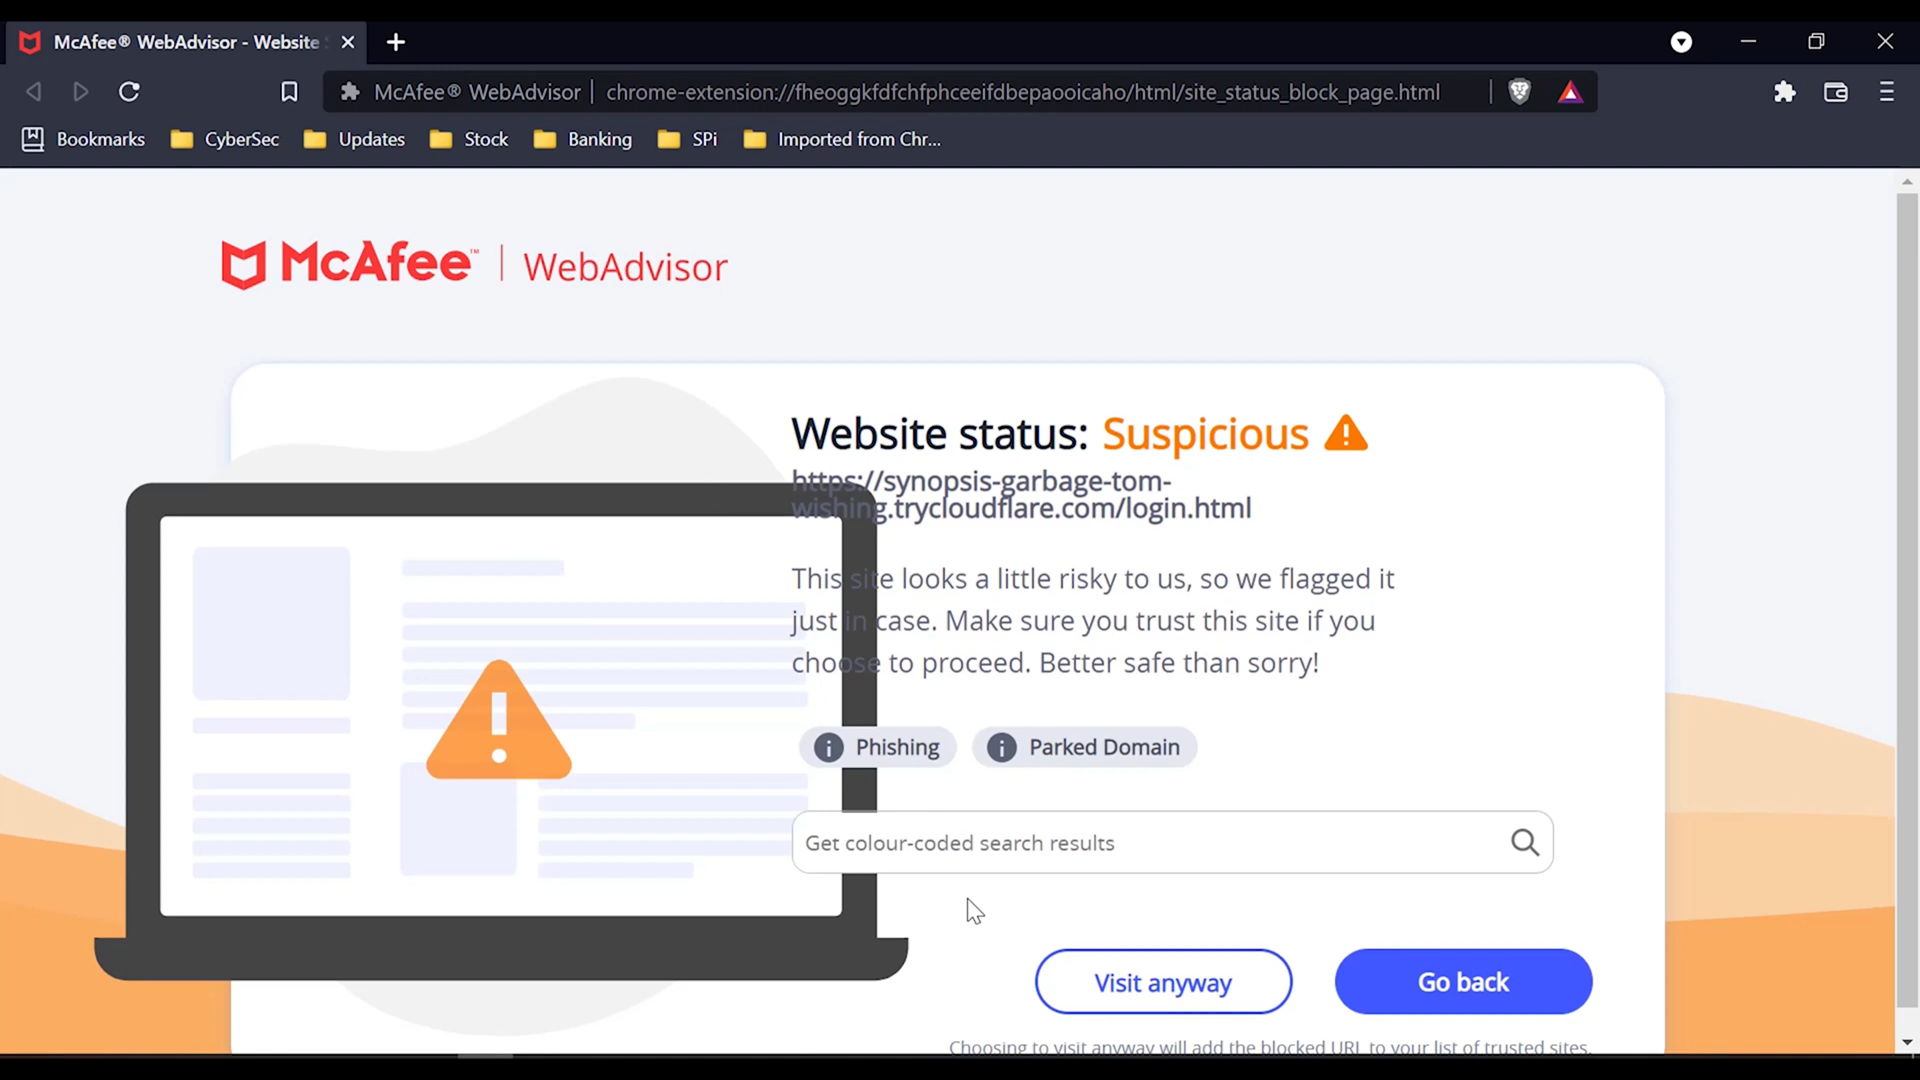 McAfee® WebAdvisor - Website
McAfee® WebAdvisor
chrome-extension://fheoggkfdfchfphceeifdbepaooicaho/html/site_status_block_page.html
Bookmarks
CyberSec
Updates
Stock
Banking
SPi
Imported from Chr...
McAfee™ | WebAdvisor
Website status: Suspicious
https://synopsis-garbage-tom-
wishing.trycloudflare.com/login.html
This site looks a little risky to us, so we flagged it
just in case. Make sure you trust this site if you
choose to proceed. Better safe than sorry!
Phishing
Parked Domain
Get colour-coded search results
Visit anyway
Go back
Choosing to visit anyway will add the blocked URL to your list of trusted sites.